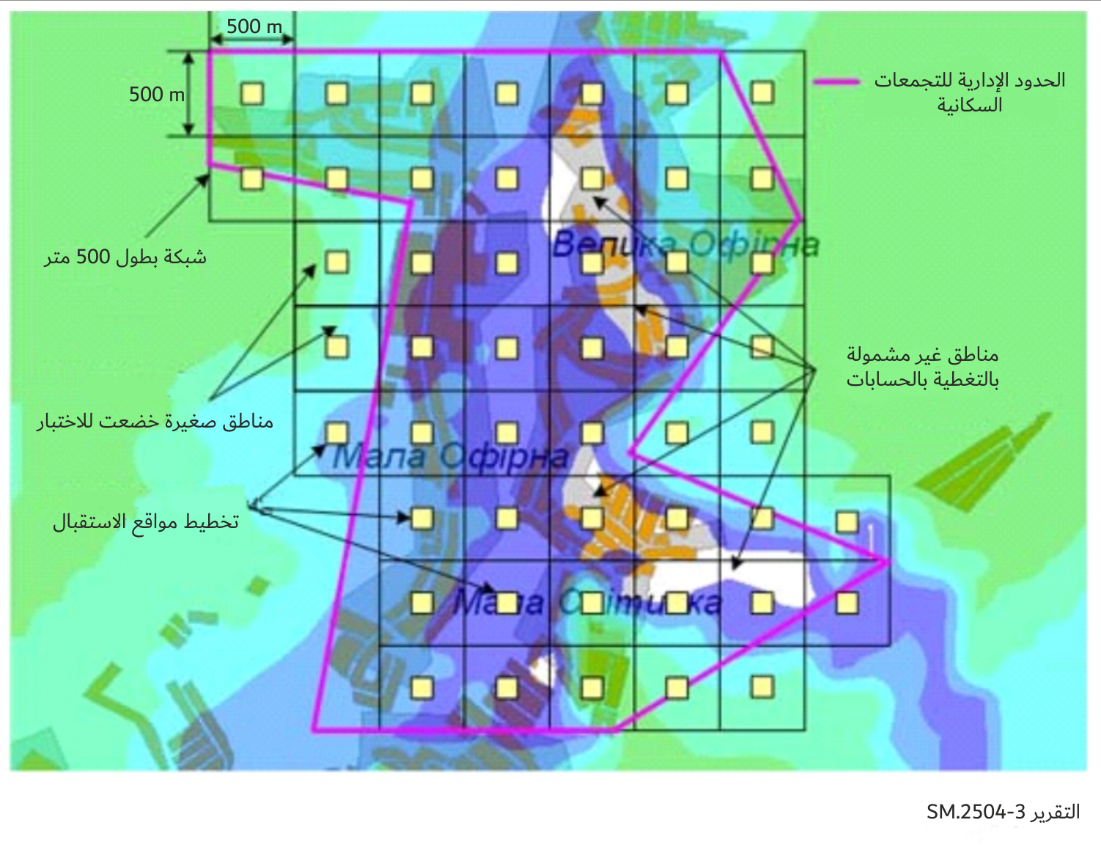 500 m
500 m
الحدود الإدارية للتجمعات
السكانية
Велика Офірна
شبكة بطول 500 متر
مناطق غير مشمولة
بالتغطية بالحسابات
مناطق صغيرة خضعت للاختبار
Мала Офірна
تخطيط مواقع الاستقبال
Мала
التقرير SM.2504-3